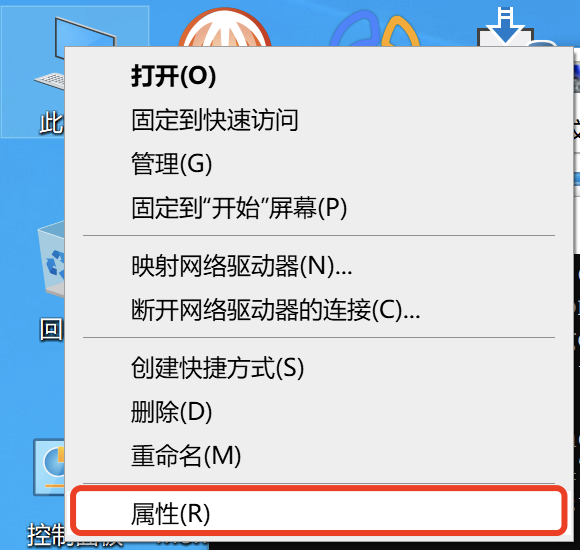 此
打开(O)
固定到快速访问
管理(G)
固定到“开始”屏幕(P)
映射网络驱动器(N)...
断开网络驱动器的连接(C)...
回
创建快捷方式(S)
删除(D)
重命名(M)
属性(R)
控制面板